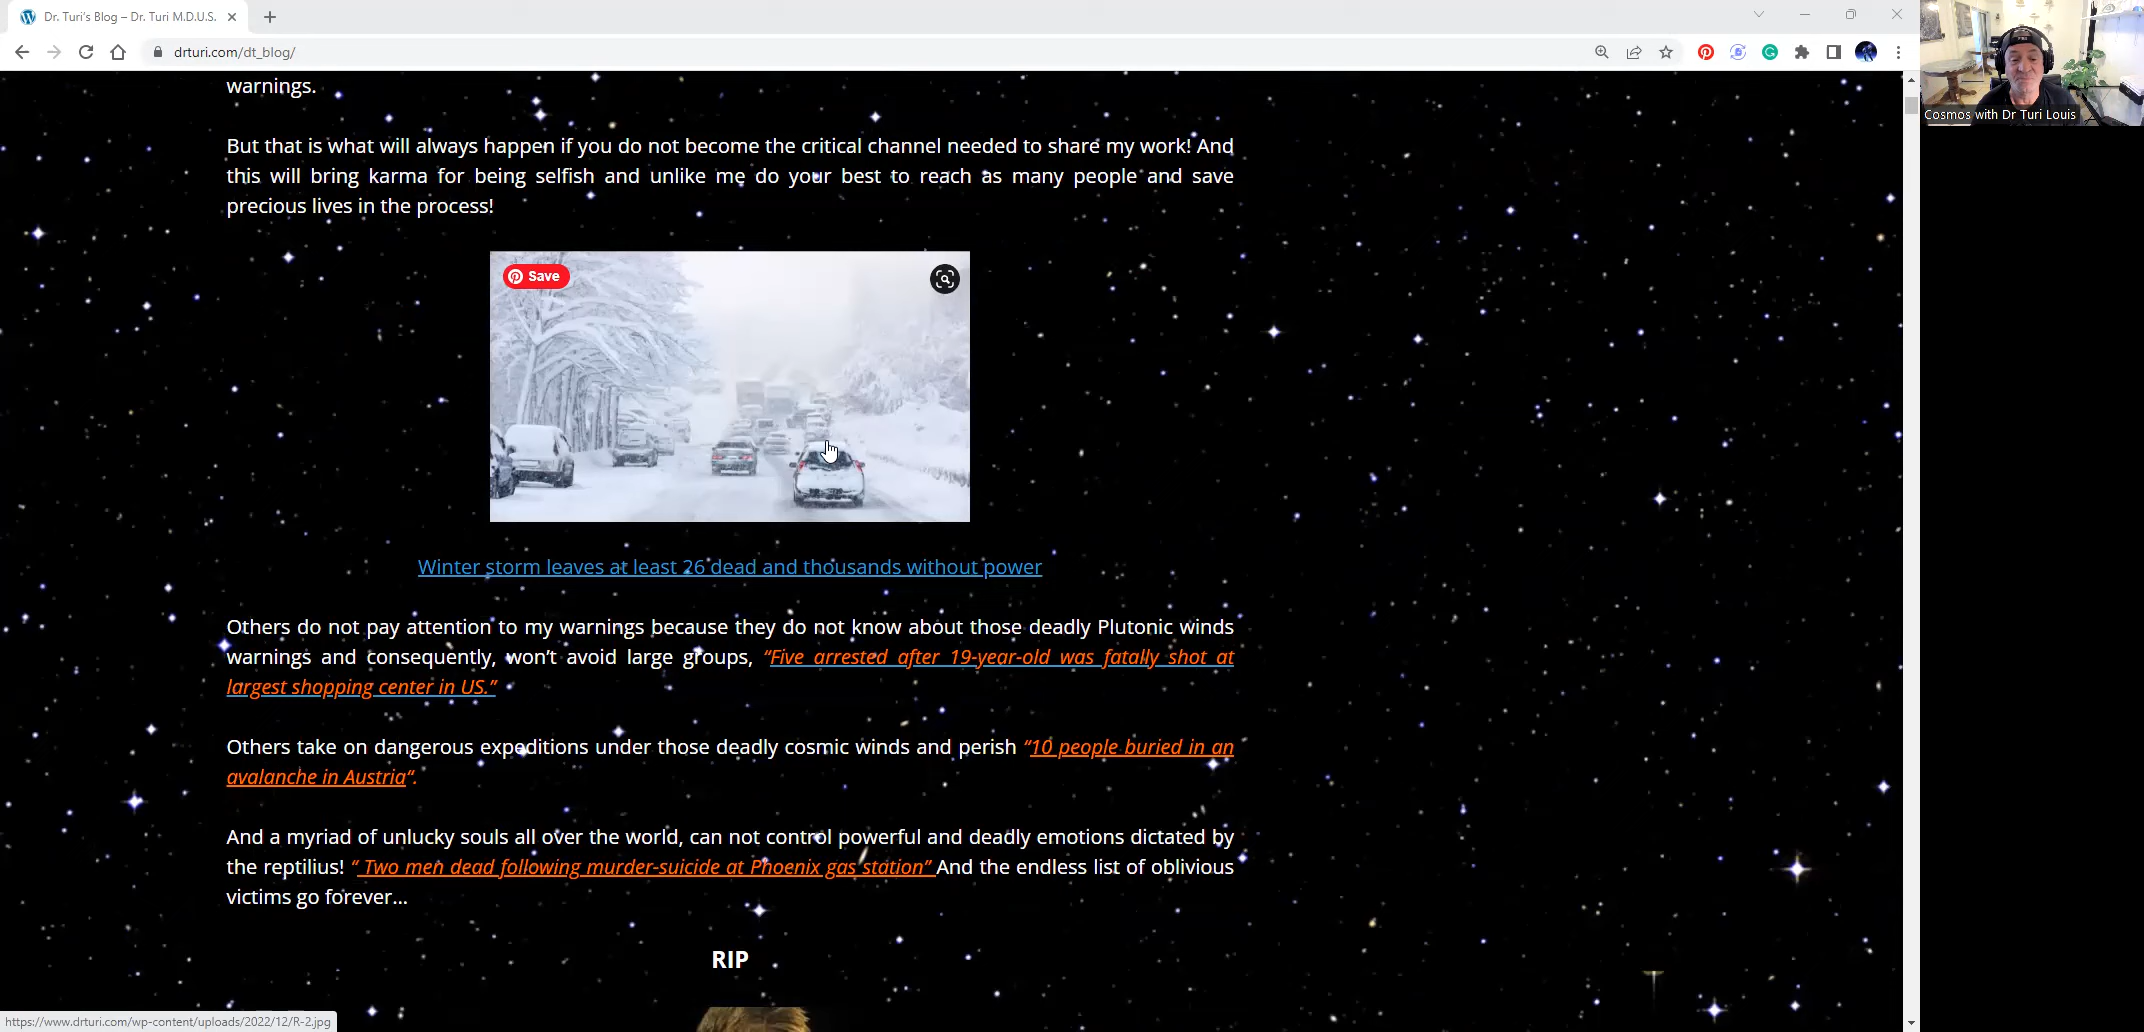 Dr. Turi's Blog – Dr. Turi M.D.U.S.
drturi.com/dt_blog/
Cosmos with Dr Turi Louis
warnings.
But that is what will always happen if you do not become the critical channel needed to share my work! And
this will bring karma for being selfish and unlike me do your best to reach as many people and save
precious lives in the process!
Save
Winter storm leaves at least 26 dead and thousands without power
Others do not pay attention to my warnings because they do not know about those deadly Plutonic winds
warnings and consequently, won't avoid large groups, "Five arrested after 19-year-old was fatally shot at
largest shopping center in US."
Others take on dangerous expeditions under those deadly cosmic winds and perish "10 people buried in an
avalanche in Austria".
And a myriad of unlucky souls all over the world, can not control powerful and deadly emotions dictated by
the reptilius! " Two men dead following murder-suicide at Phoenix gas station" And the endless list of oblivious
victims go forever...
RIP
https://www.drturi.com/wp-content/uploads/2022/12/R-2.jpg